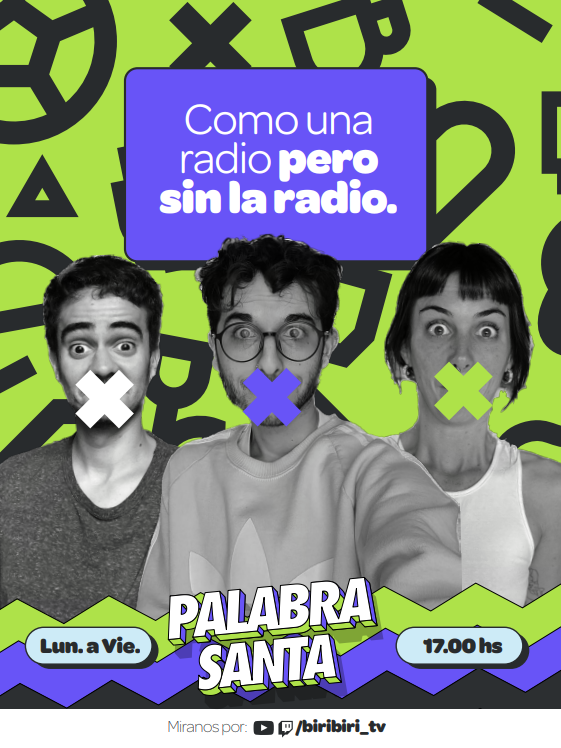 Como una
radio pero
sin la radio.
PALABRA
SANTA
Lun. a Vie.
17.00 hs
Miranos por: /biribiri_tv